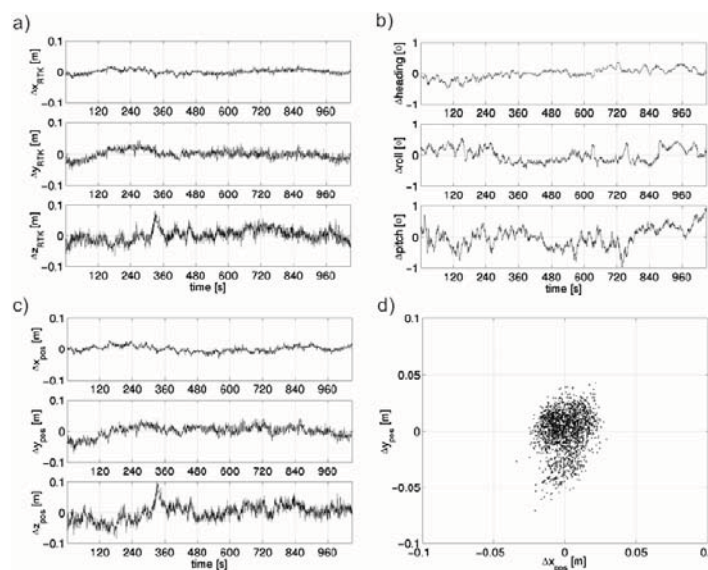 a)
0.1
0
-0.1
Δx_RTK [m]
120 240 360 480 600 720 840 960
0.1
0
-0.1
Δy_RTK [m]
120 240 360 480 600 720 840 960
0.1
0
-0.1
Δz_RTK [m]
120 240 360 480 600 720 840 960
time [s]
b)
1
0
-1
Δheading [o]
120 240 360 480 600 720 840 960
1
0
-1
Δroll [o]
120 240 360 480 600 720 840 960
1
0
-1
Δpitch [o]
120 240 360 480 600 720 840 960
time [s]
c)
0.1
0
-0.1
Δx_pos [m]
120 240 360 480 600 720 840 960
0.1
0
-0.1
Δy_pos [m]
120 240 360 480 600 720 840 960
0.1
0
-0.1
Δz_pos [m]
120 240 360 480 600 720 840 960
time [s]
d)
0.1
0.05
0
-0.05
-0.1
Δy_pos [m]
-0.1 -0.05 0 0.05
Δx_pos [m]